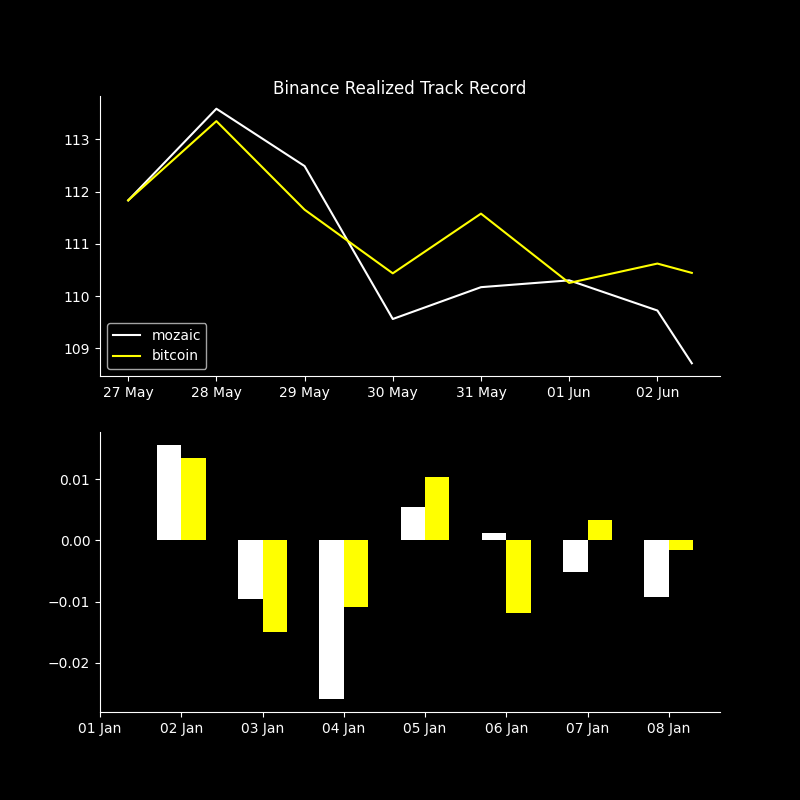 Binance Realized Track Record
113
112
111
110
109
mozaic
bitcoin
27 May 28 May 29 May 30 May 31 May 01 Jun 02 Jun
0.01
0.00
−0.01
−0.02
01 Jan 02 Jan 03 Jan 04 Jan 05 Jan 06 Jan 07 Jan 08 Jan